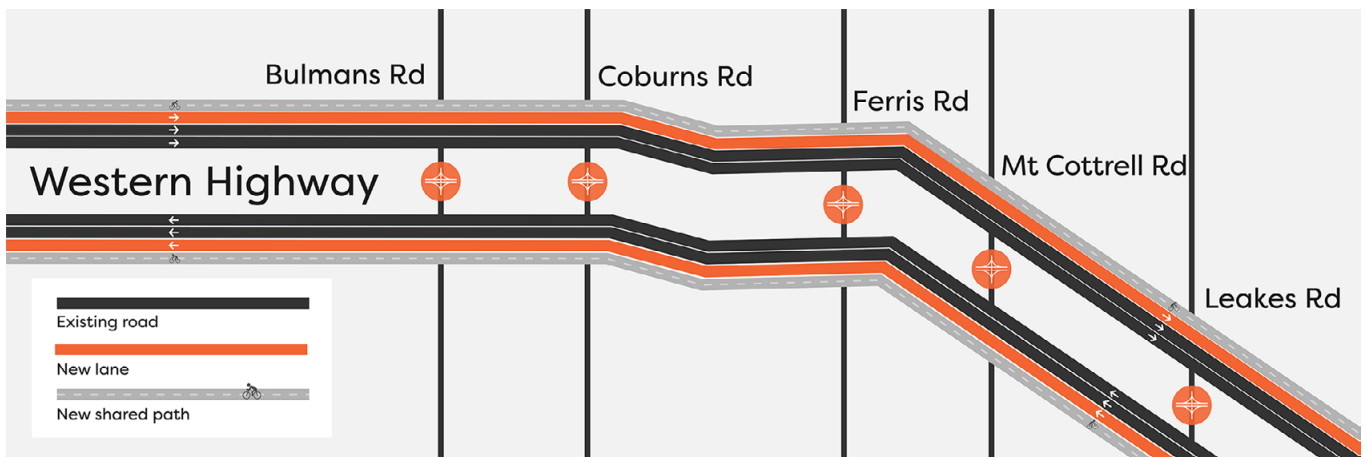 Bulmans Rd
Coburns Rd
Ferris Rd
Mt Cottrell Rd
Western Highway
Leakes Rd
Existing road
New lane
New shared path